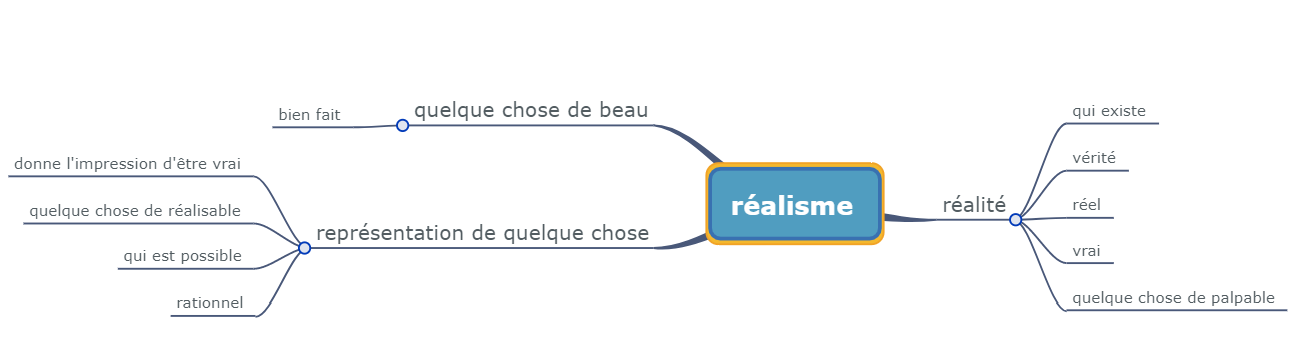 réalisme
quelque chose de beau
bien fait
représentation de quelque chose
donne l'impression d'être vrai
quelque chose de réalisable
qui est possible
rationnel
réalité
qui existe
vérité
réel
vrai
quelque chose de palpable